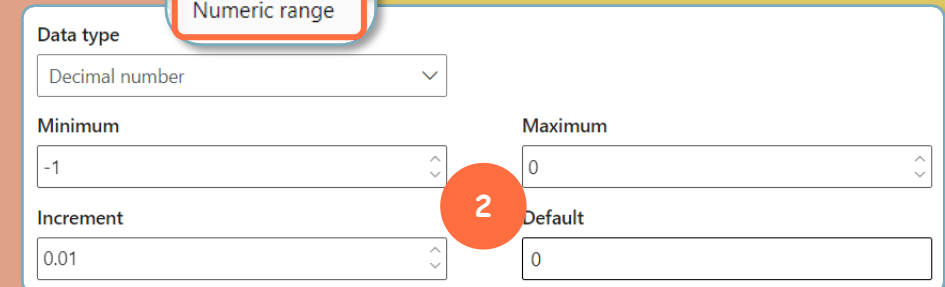 Numeric range
Data type
Decimal number
Minimum
Maximum
-1
0
2
Increment
Default
0.01
0